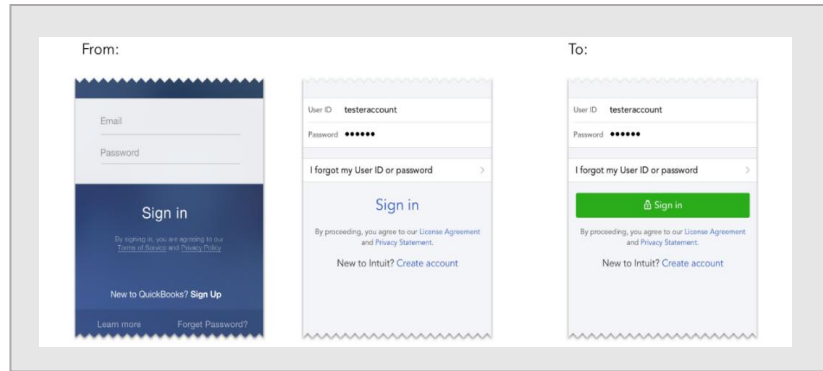 From:
To:
Email
Password
Sign in
By signing in, you are agreeing to our
Terms of Service and Privacy Policy
New to QuickBooks? Sign Up
Learn more Forget Password?
User ID testeraccount
Password ••••••
I forgot my User ID or password
Sign in
By proceeding, you agree to our License Agreement
and Privacy Statement.
New to Intuit? Create account
User ID testeraccount
Password ••••••
I forgot my User ID or password
Sign in
By proceeding, you agree to our License Agreement
and Privacy Statement.
New to Intuit? Create account